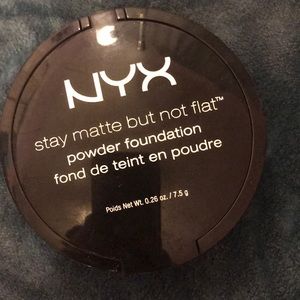 NYX
stay matte but not flat™
powder foundation
fond de teint en poudre
Poids Net Wt. 0.26 oz. / 7.5 g